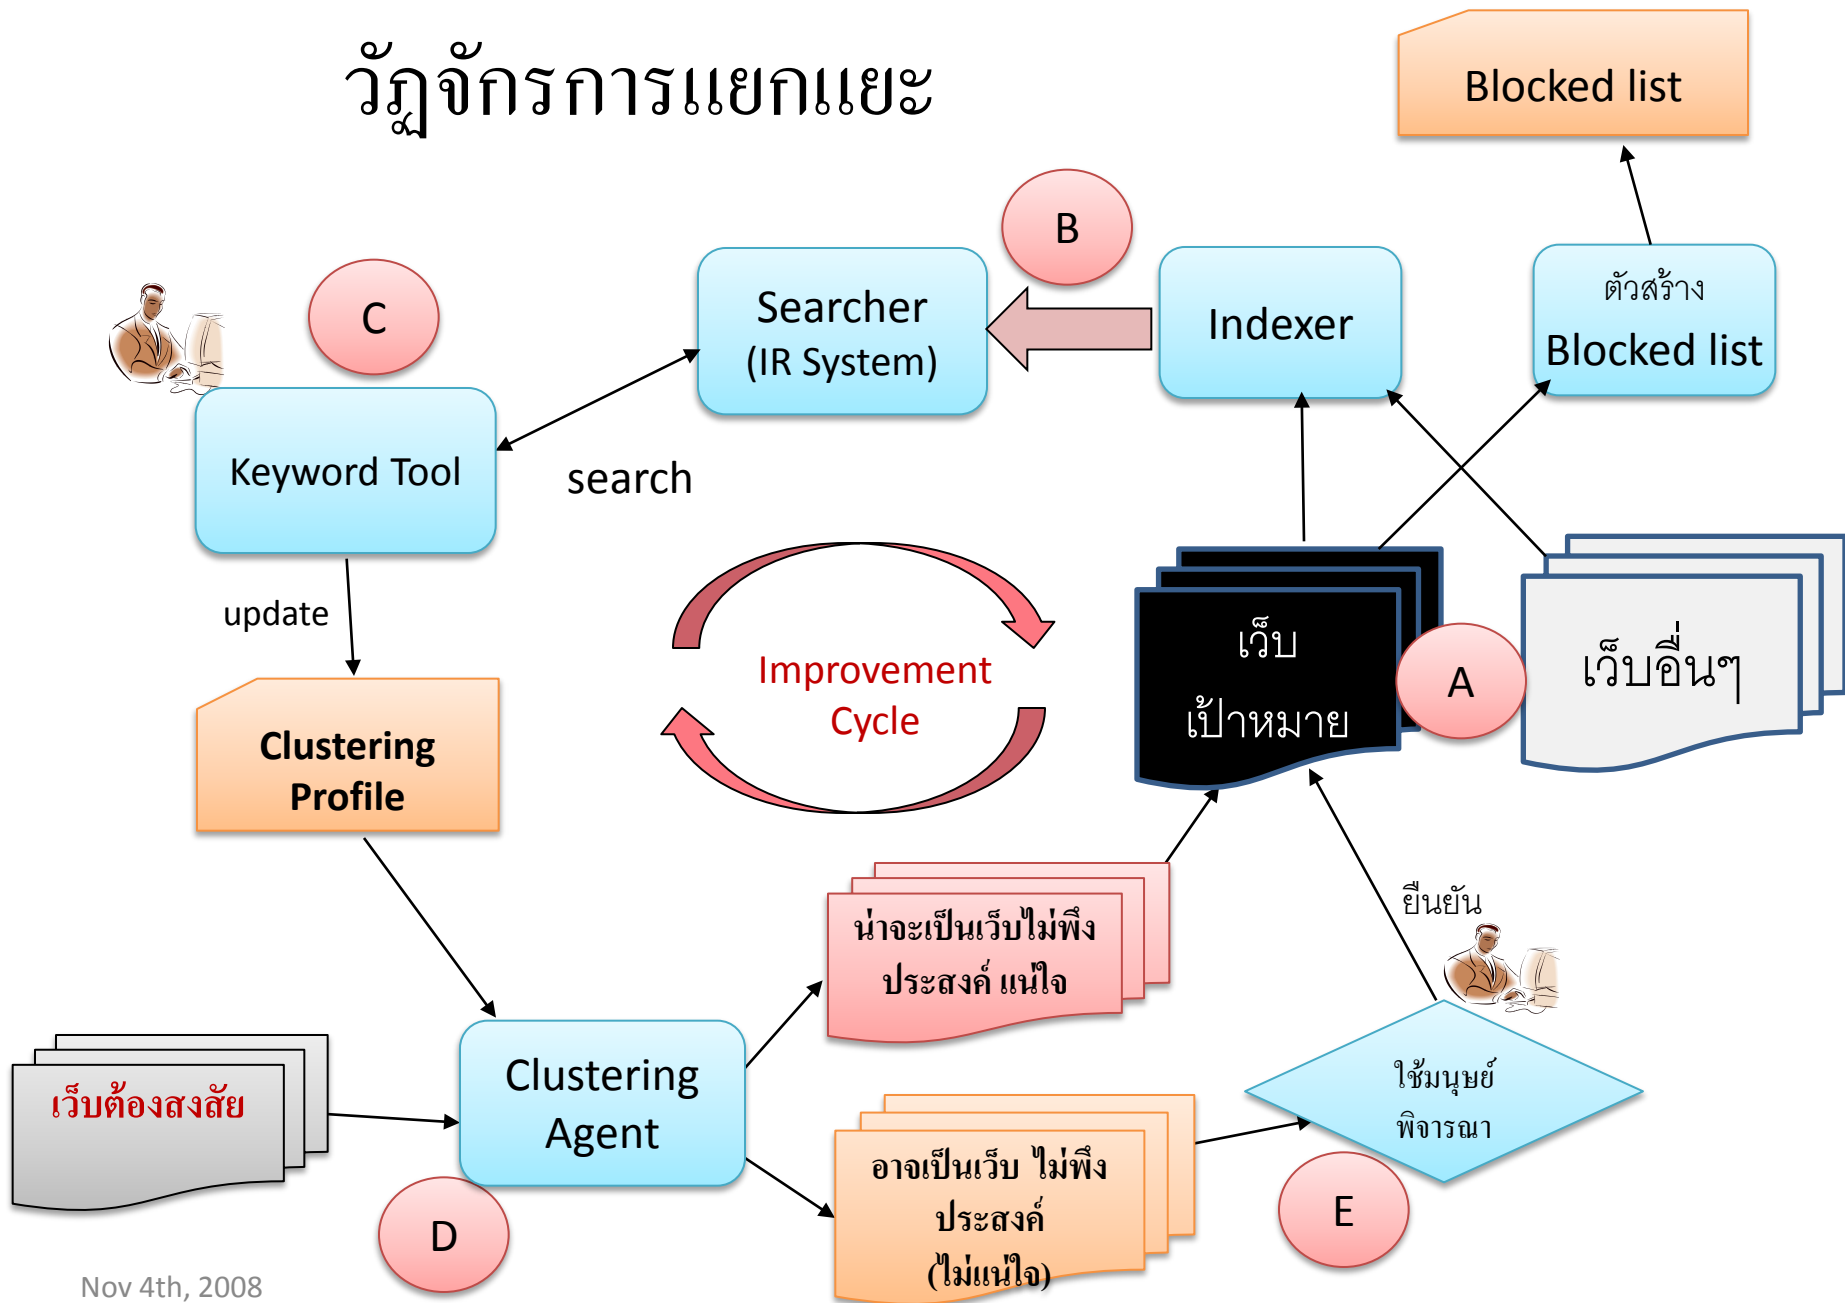 วัฏจักรการแยกแยะ
Blocked list
B
C
Searcher
(IR System)
Indexer
ตัวสร้าง
Blocked list
Keyword Tool
search
update
Improvement
Cycle
เว็บ
เป้าหมาย
A
เว็บอื่นๆ
Clustering
Profile
ยืนยัน
น่าจะเป็นเว็บไม่พึง
ประสงค์ แน่ใจ
เว็บต้องสงสัย
Clustering
Agent
ใช้มนุษย์
พิจารณา
อาจเป็นเว็บ ไม่พึง
ประสงค์
(ไม่แน่ใจ)
D
E
Nov 4th, 2008